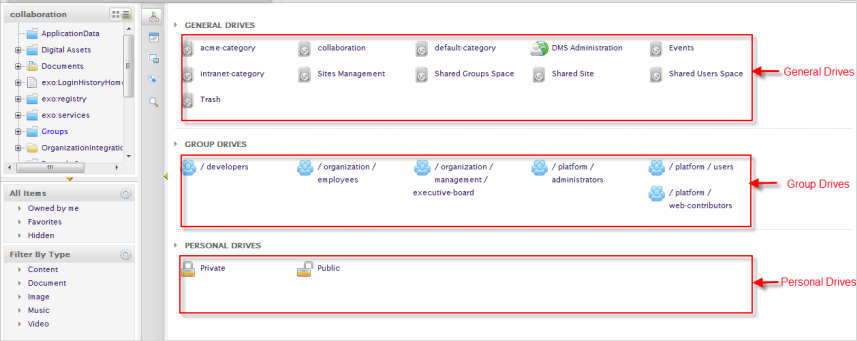 collaboration
ApplicationData
Digital Assets
Documents
exo:LoginHistoryHome
exo:registry
exo:services
Groups
OrganizationIntegratio
All Items
Owned by me
Favorites
Hidden
Filter By Type
Content
Document
Image
Music
Video
GENERAL DRIVES
acme-category
collaboration
default-category
DMS Administration
Events
intranet-category
Sites Management
Shared Groups Space
Shared Site
Shared Users Space
Trash
General Drives
GROUP DRIVES
/ developers
/ organization /
employees
/ organization /
management /
executive-board
/ platform /
administrators
/ platform / users
/ platform /
web-contributors
Group Drives
PERSONAL DRIVES
Private
Public
Personal Drives